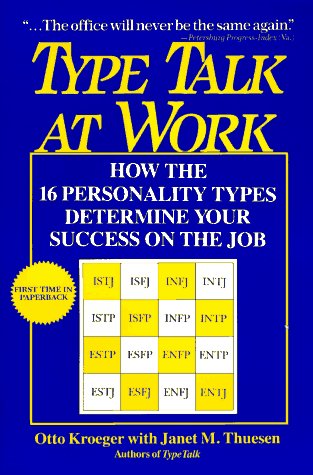 “...The office will never be the same again.”
—Petersburg Progress-Index (Va.)
TYPE TALK
AT WORK
HOW THE
16 PERSONALITY TYPES
DETERMINE YOUR
SUCCESS ON THE JOB
FIRST TIME IN
PAPERBACK
ISTJ ISFJ INFJ INTJ
ISTP ISFP INFP INTP
ESTP ESFP ENFP ENTP
ESTJ ESFJ ENFJ ENTJ
Otto Kroeger with Janet M. Thuesen
Authors of Type Talk